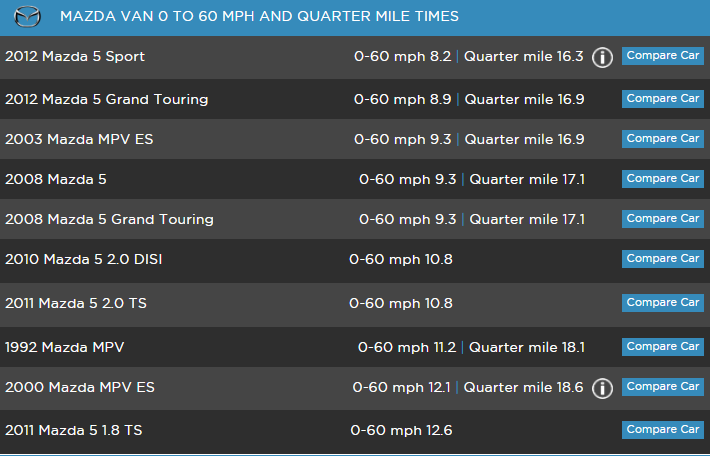 MAZDA VAN 0 TO 60 MPH AND QUARTER MILE TIMES
2012 Mazda 5 Sport 0-60 mph 8.2 | Quarter mile 16.3 i Compare Car
2012 Mazda 5 Grand Touring 0-60 mph 8.9 | Quarter mile 16.9 Compare Car
2003 Mazda MPV ES 0-60 mph 9.3 | Quarter mile 16.9 Compare Car
2008 Mazda 5 0-60 mph 9.3 | Quarter mile 17.1 Compare Car
2008 Mazda 5 Grand Touring 0-60 mph 9.3 | Quarter mile 17.1 Compare Car
2010 Mazda 5 2.0 DISI 0-60 mph 10.8 Compare Car
2011 Mazda 5 2.0 TS 0-60 mph 10.8 Compare Car
1992 Mazda MPV 0-60 mph 11.2 | Quarter mile 18.1 Compare Car
2000 Mazda MPV ES 0-60 mph 12.1 | Quarter mile 18.6 i Compare Car
2011 Mazda 5 1.8 TS 0-60 mph 12.6 Compare Car